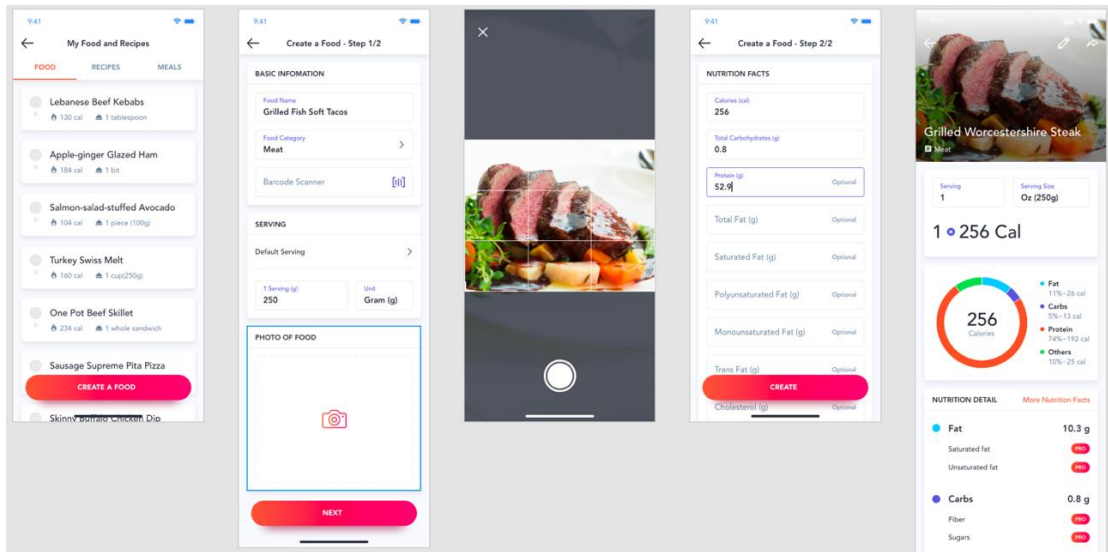 9:41
My Food and Recipes
FOOD RECIPES MEALS
Lebanese Beef Kebabs
130 cal 1 tablespoon
Apple-ginger Glazed Ham
184 cal 1 bit
Salmon-salad-stuffed Avocado
104 cal 1 piece (100g)
Turkey Swiss Melt
160 cal 1 cup(250g)
One Pot Beef Skillet
234 cal 1 whole sandwich
Sausage Supreme Pita Pizza
CREATE A FOOD
Skinny Buffalo Chicken Dip
9:41
Create a Food - Step 1/2
BASIC INFOMATION
Food Name
Grilled Fish Soft Tacos
Food Category
Meat
Barcode Scanner
SERVING
Default Serving
1 Serving (g) Unit
250 Gram (g)
PHOTO OF FOOD
NEXT
9:41
Create a Food - Step 2/2
NUTRITION FACTS
Calories (cal)
256
Total Carbohydrates (g)
0.8
Protein (g)
52.9 Optional
Total Fat (g) Optional
Saturated Fat (g) Optional
Polyunsaturated Fat (g) Optional
Monounsaturated Fat (g) Optional
Trans Fat (g) Optional
CREATE
Cholesterol (g) Optional
9:41
Grilled Worcestershire Steak
Meat
Serving Serving Size
1 Oz (250g)
1 256 Cal
256
Calories
Fat
11%~26 cal
Carbs
5%~13 cal
Protein
74%~192 cal
Others
10%~25 cal
NUTRITION DETAIL More Nutrition Facts
Fat 10.3 g
Saturated fat PRO
Unsaturated fat PRO
Carbs 0.8 g
Fiber PRO
Sugars PRO